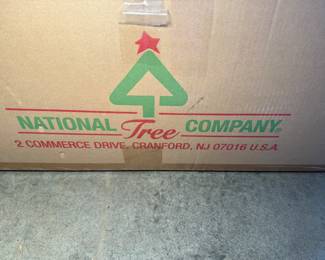 NATIONAL Tree COMPANY®
2 COMMERCE DRIVE, CRANFORD, NJ 07016 U.S.A.